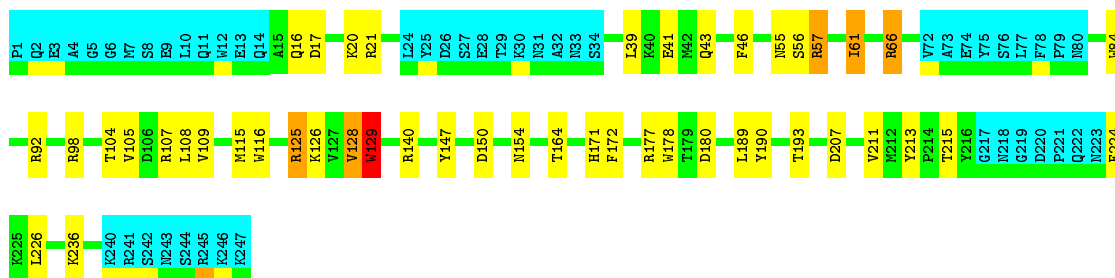 P1 Q2 E3 A4 G5 G6 M7 S8 E9 L10 Q11 W12 E13 Q14 A15 Q16 D17 K20 R21 L24 Y25 D26 S27 E28 T29 K30 N31 A32 N33 S34 L39 K40 E41 M42 Q43 F46 N55 S56 R57 I61 R66 V72 A73 E74 Y75 S76 L77 F78 P79 N80 W84
R92 R98 T104 V105 D106 R107 L108 V109 M115 W116 R125 K126 V127 V128 W129 R140 Y147 D150 N154 T164 H171 F172 R177 W178 T179 D180 L189 Y190 T193 D207 V211 M212 Y213 P214 T215 Y216 G217 N218 G219 D220 P221 Q222 N223
K225 L226 K236 K240 R241 S242 N243 S244 R245 K246 K247